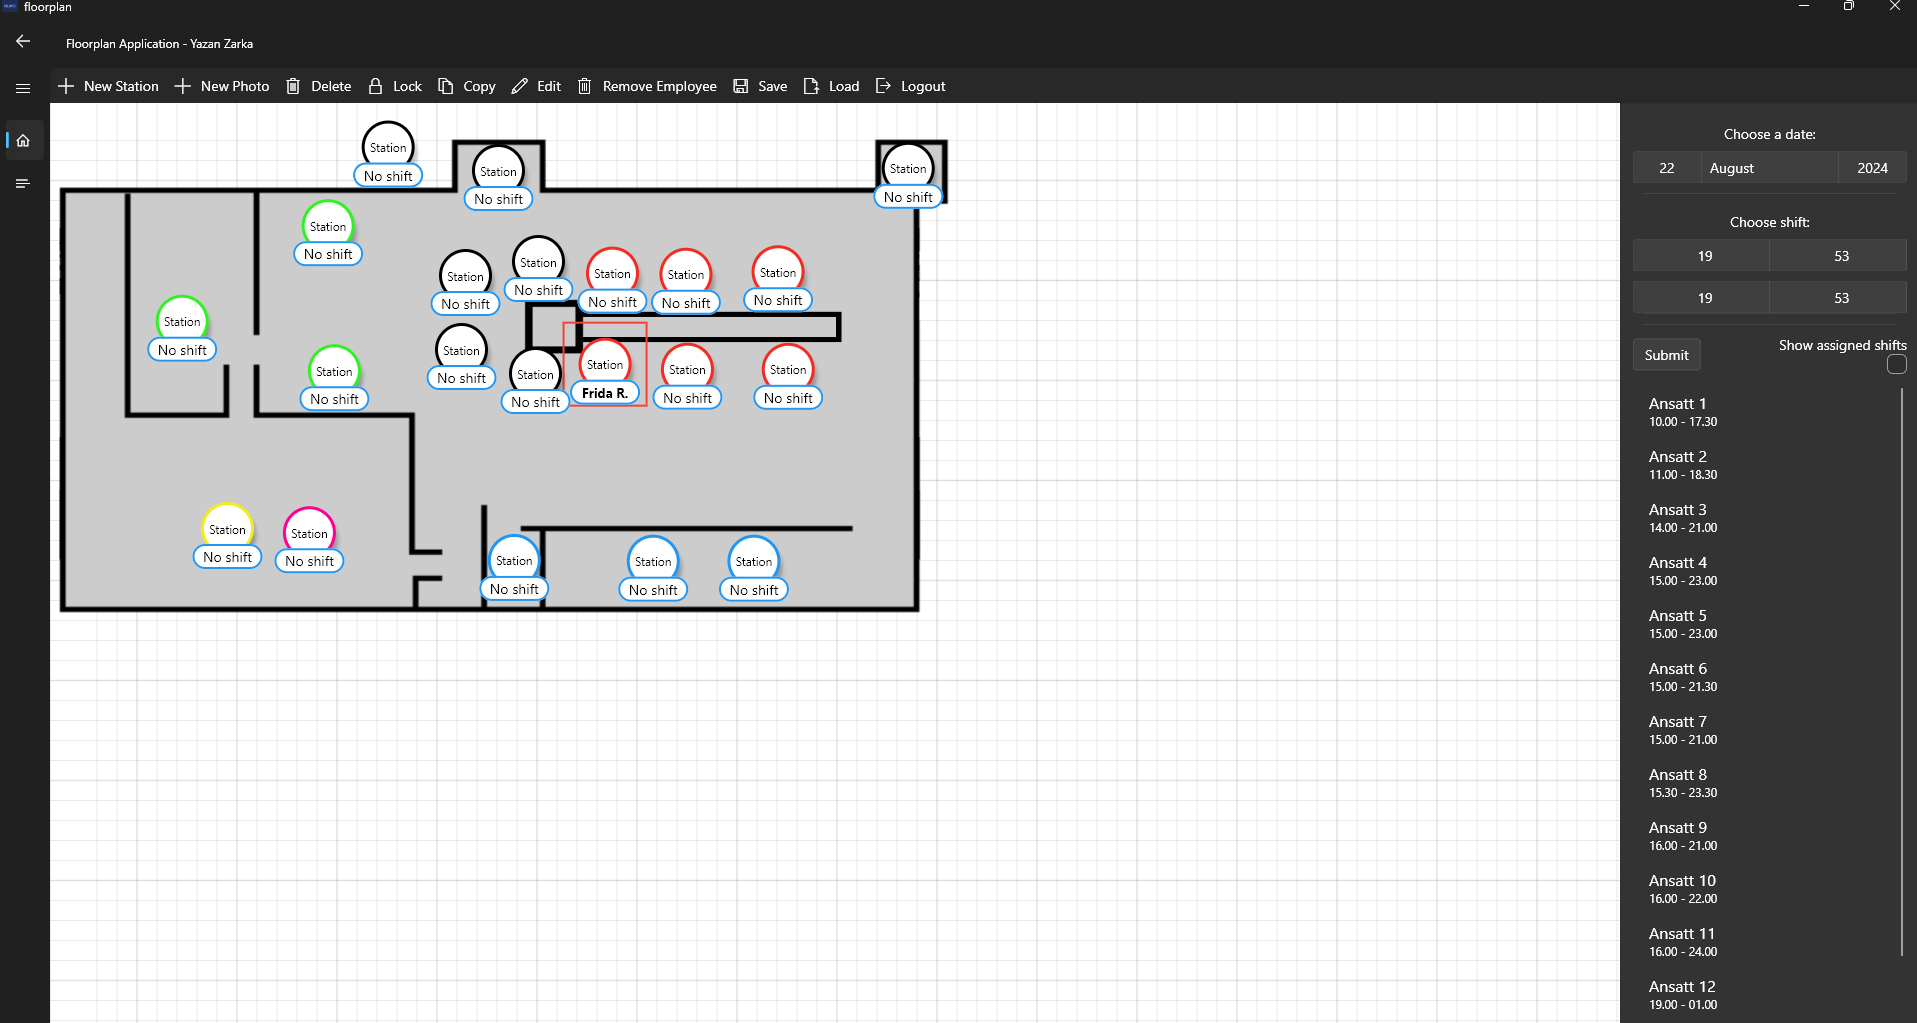 floorplan
Floorplan Application - Yazan Zarka
New Station New Photo Delete Lock Copy Edit Remove Employee Save Load Logout
Station
No shift
Station
No shift
Station
No shift
Station
No shift
Station
No shift
Station
No shift
Station
No shift
Station
No shift
Station
No shift
Station
No shift
Station
No shift
Station
No shift
Station
No shift
Station
Frida R.
Station
No shift
Station
No shift
Station
No shift
Station
No shift
Station
No shift
Station
No shift
Station
No shift
Station
No shift
Choose a date:
22 August 2024
Choose shift:
19 53
19 53
Submit
Show assigned shifts
Ansatt 1
10.00 - 17.30
Ansatt 2
11.00 - 18.30
Ansatt 3
14.00 - 21.00
Ansatt 4
15.00 - 23.00
Ansatt 5
15.00 - 23.00
Ansatt 6
15.00 - 21.30
Ansatt 7
15.00 - 21.00
Ansatt 8
15.30 - 23.30
Ansatt 9
16.00 - 21.00
Ansatt 10
16.00 - 22.00
Ansatt 11
16.00 - 24.00
Ansatt 12
19.00 - 01.00